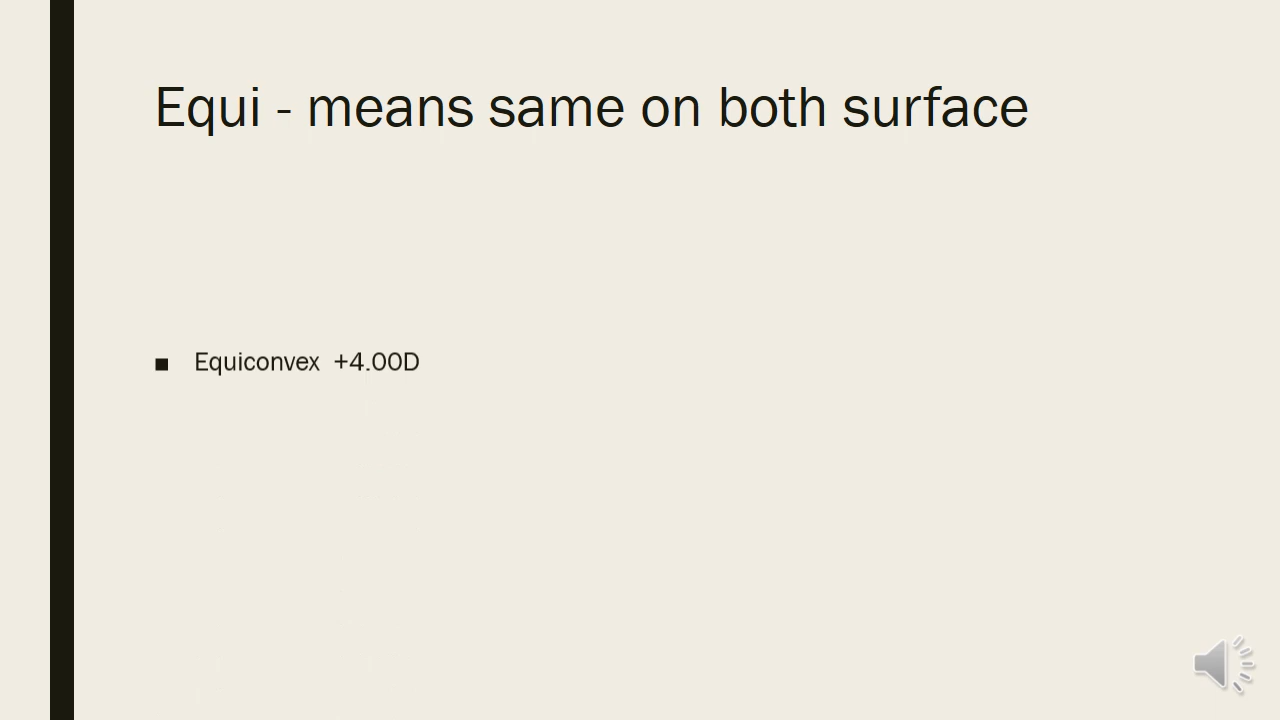 Equi - means same on both surface
■ Equiconvex +4.00D